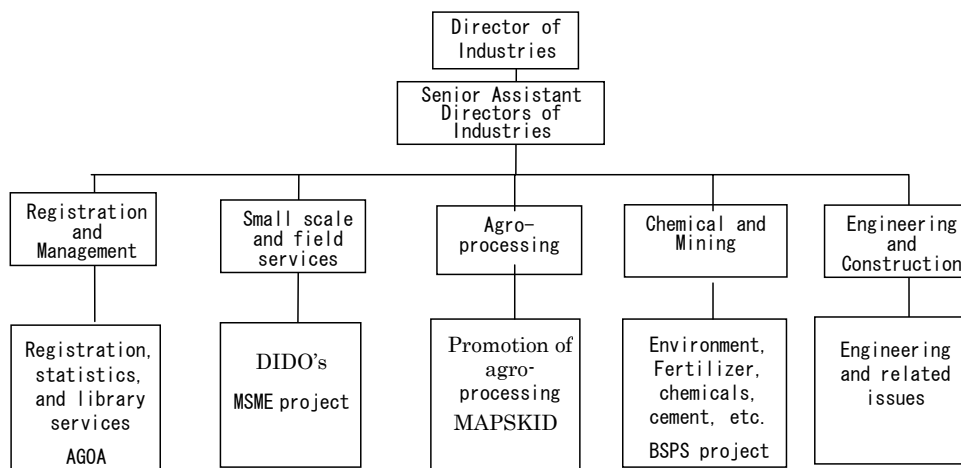 Director of
Industries
Senior Assistant
Directors of
Industries
Registration
and
Management
Small scale
and field
services
Agro-
processing
Chemical and
Mining
Engineering
and
Construction
Registration,
statistics,
and library
services
AGOA
DIDO's
MSME project
Promotion of
agro-
processing
MAPSKID
Environment,
Fertilizer,
chemicals,
cement, etc.
BSPS project
Engineering
and related
issues